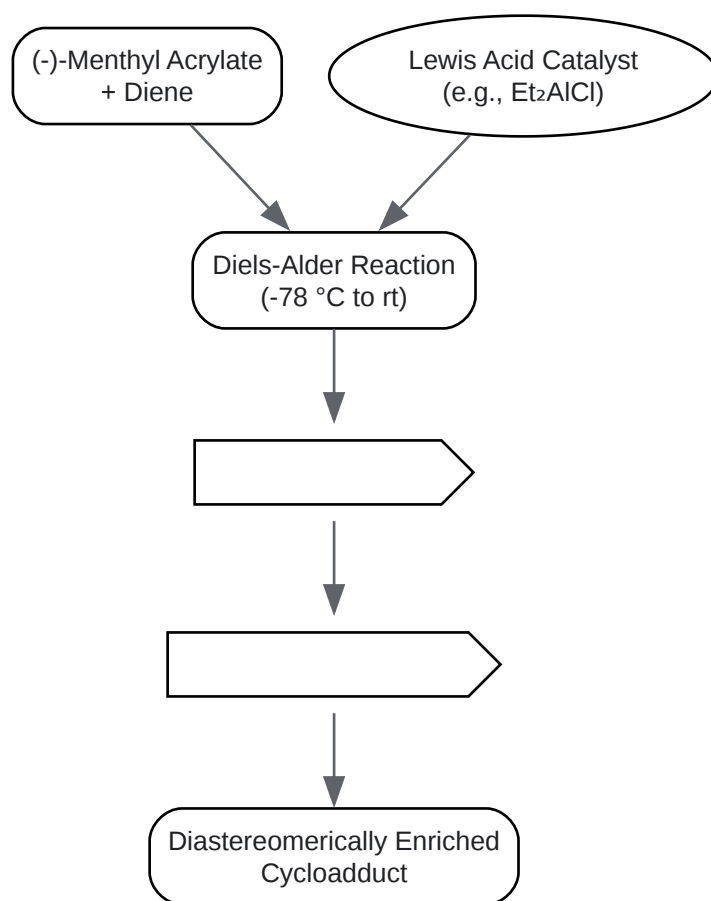 (-)-Menthyl Acrylate
+ Diene
Lewis Acid Catalyst
(e.g., Et₂AlCl)
Diels-Alder Reaction
(-78 °C to rt)
Diastereomerically Enriched
Cycloadduct